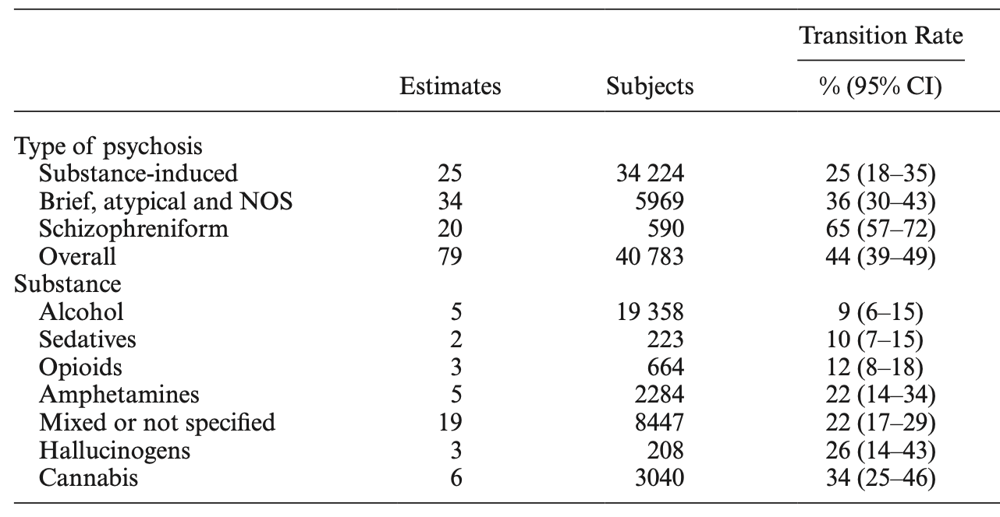 Transition Rate
Estimates Subjects % (95% CI)
Type of psychosis
Substance-induced 25 34 224 25 (18–35)
Brief, atypical and NOS 34 5969 36 (30–43)
Schizophreniform 20 590 65 (57–72)
Overall 79 40 783 44 (39–49)
Substance
Alcohol 5 19 358 9 (6–15)
Sedatives 2 223 10 (7–15)
Opioids 3 664 12 (8–18)
Amphetamines 5 2284 22 (14–34)
Mixed or not specified 19 8447 22 (17–29)
Hallucinogens 3 208 26 (14–43)
Cannabis 6 3040 34 (25–46)